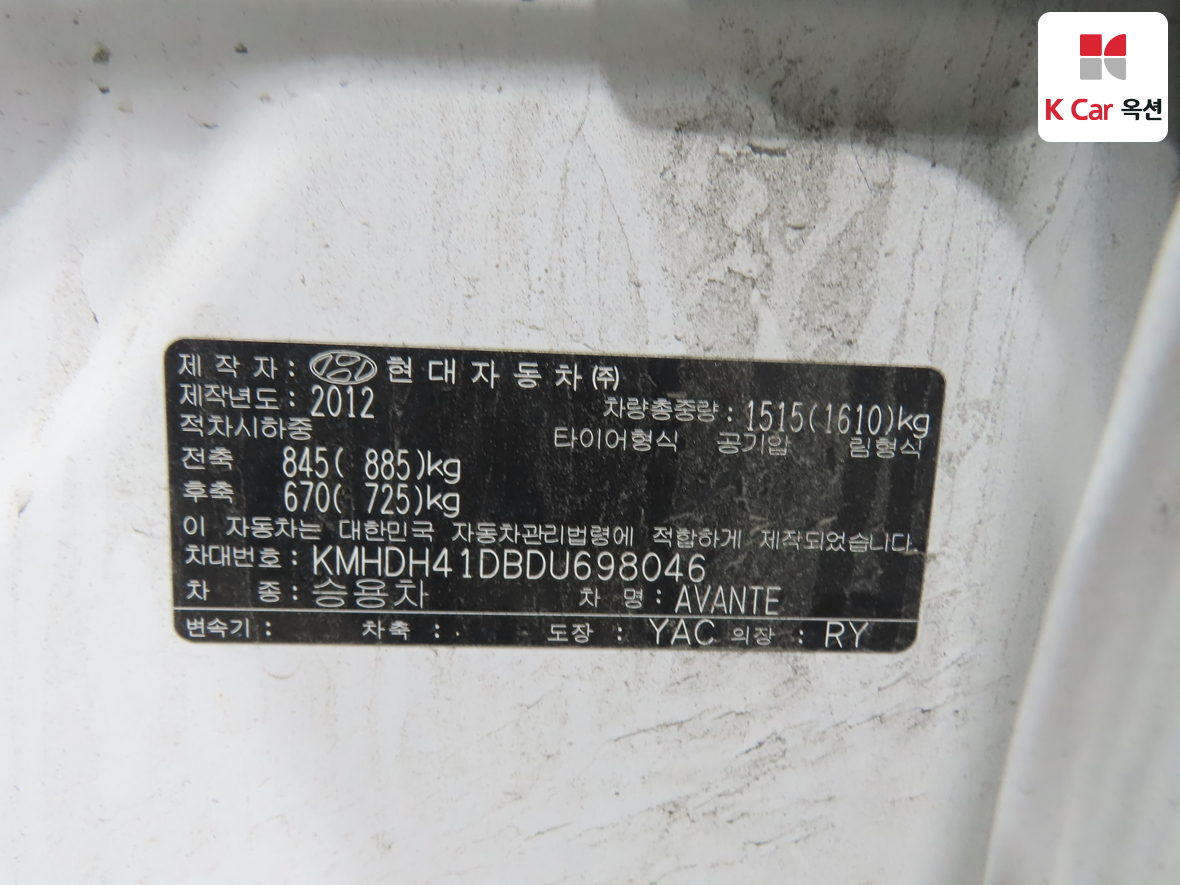 K Car 옥션
제 작 자 : 현대자동차㈜
제작년도 : 2012 차량총중량 : 1515(1610)kg
적차시하중 타이어형식 공기압 림형식
전축 845( 885)kg
후축 670( 725)kg
이 자동차는 대한민국 자동차관리법령에 적합하게 제작되었습니다.
차대번호 : KMHDH41DBDU698046
차 종 : 승용차 차 명 : AVANTE
변속기 : 차축 : 도장 : YAC 의장 : RY